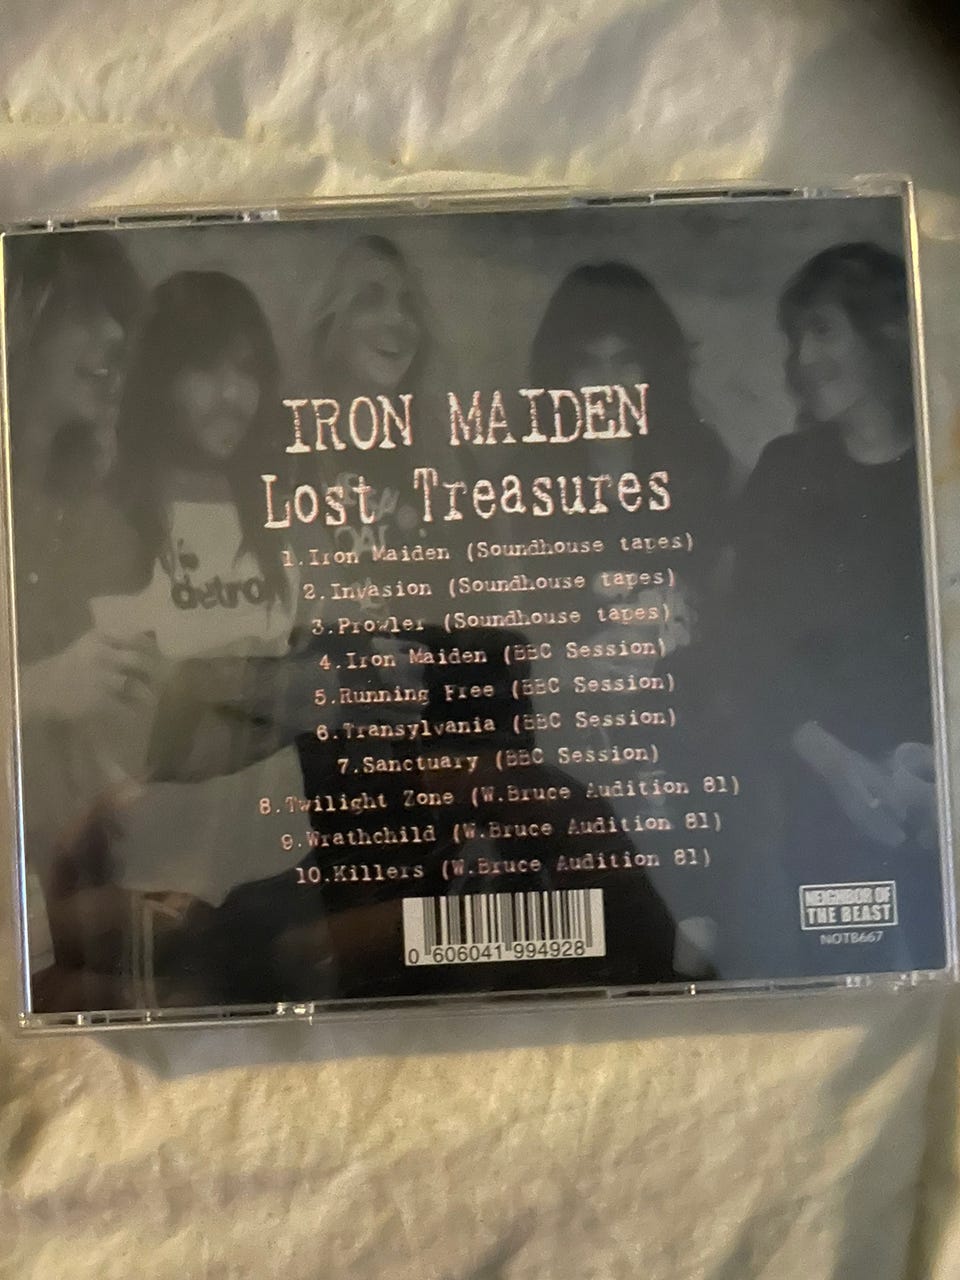 IRON MAIDEN
Lost Treasures
1.Iron Maiden (Soundhouse tapes)
2.Invasion (Soundhouse tapes)
3.Prowler (Soundhouse tapes)
4.Iron Maiden (BBC Session)
5.Running Free (BBC Session)
6.Transylvania (BBC Session)
7.Sanctuary (BBC Session)
8.Twilight Zone (W.Bruce Audition 81)
9.Wrathchild (W.Bruce Audition 81)
10.Killers (W.Bruce Audition 81)
0 606041 994928
NEIGHBOR OF
THE BEAST
NOTB667